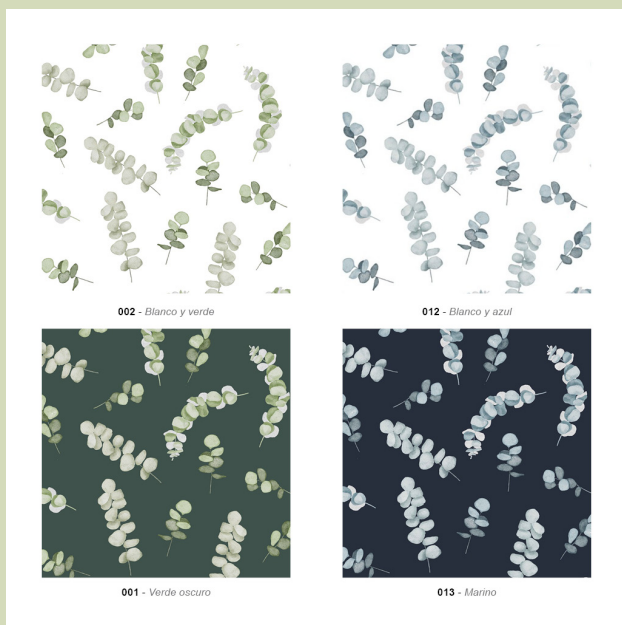 002 - Blanco y verde
012 - Blanco y azul
001 - Verde oscuro
013 - Marino